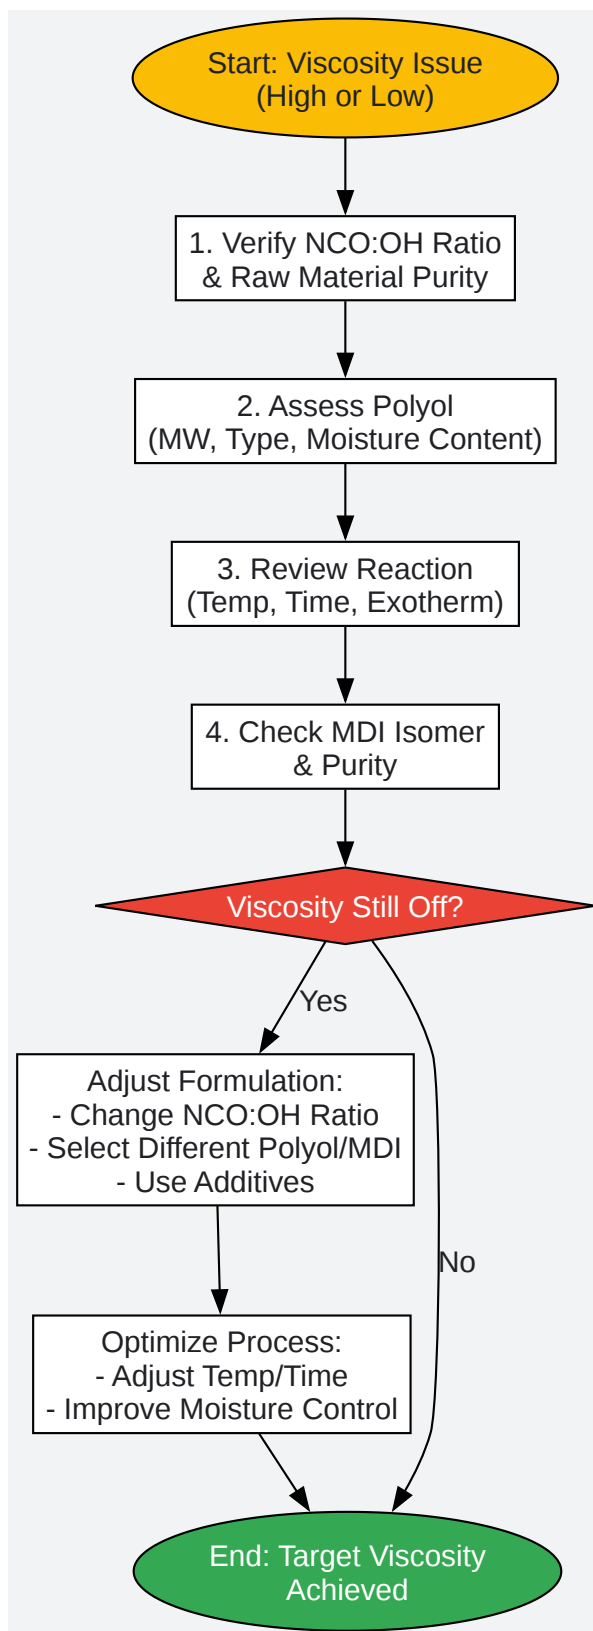 Start: Viscosity Issue
(High or Low)
1. Verify NCO:OH Ratio
& Raw Material Purity
2. Assess Polyol
(MW, Type, Moisture Content)
3. Review Reaction
(Temp, Time, Exotherm)
4. Check MDI Isomer
& Purity
Viscosity Still Off?
Yes
Adjust Formulation:
- Change NCO:OH Ratio
- Select Different Polyol/MDI
- Use Additives
No
Optimize Process:
- Adjust Temp/Time
- Improve Moisture Control
End: Target Viscosity
Achieved